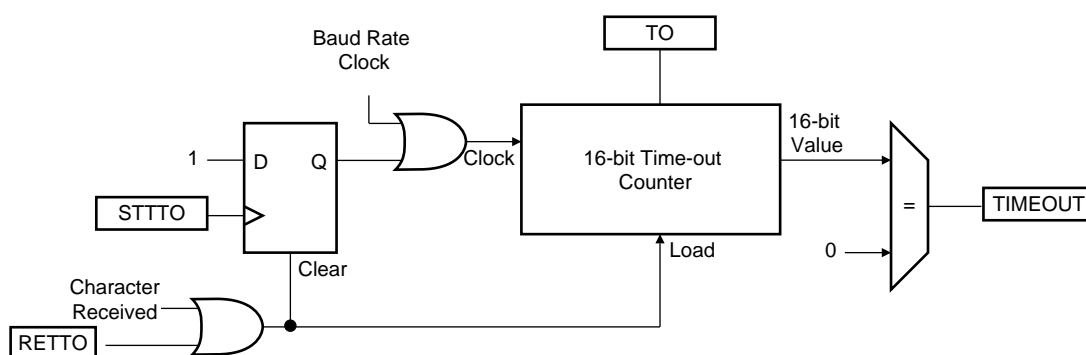 TO
Baud Rate
Clock
16-bit
Value
1
D
Q
Clock
16-bit Time-out
Counter
STTTO
=
TIMEOUT
0
Load
Clear
Character
Received
RETTO